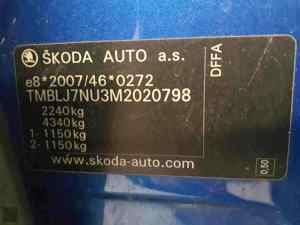 ŠKODA AUTO a.s.
e8*2007/46*0272
TMBLJ7NU3M2020798
2240kg
4340kg
1- 1150kg
2- 1150kg
www.skoda-auto.com
DFFA
0.50